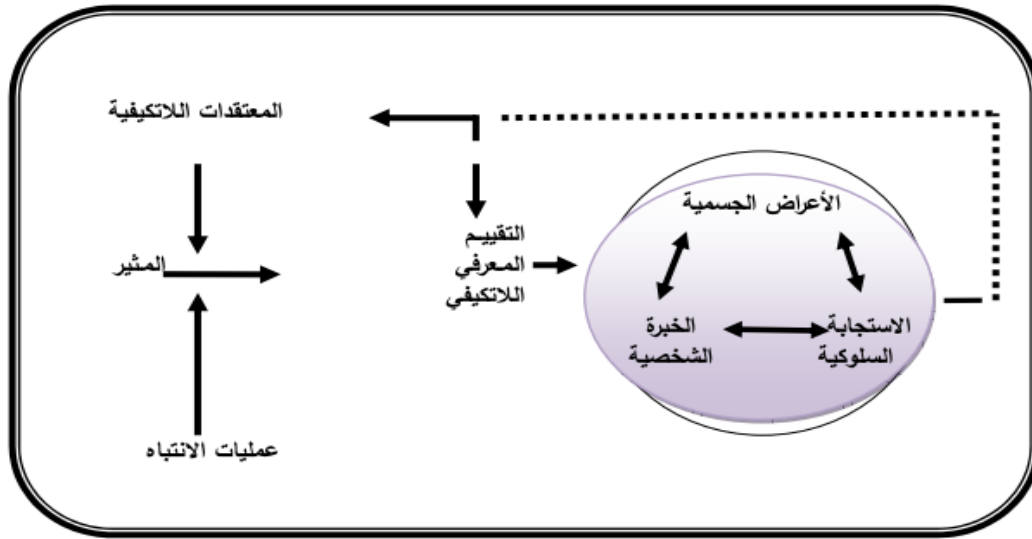 المعتقدات اللاتكيفية
الأعراض الجسمية
التقييم
المعرفي
اللاتكيفي
المثير
الاستجابة
السلوكية
الخبرة
الشخصية
عمليات الانتباه